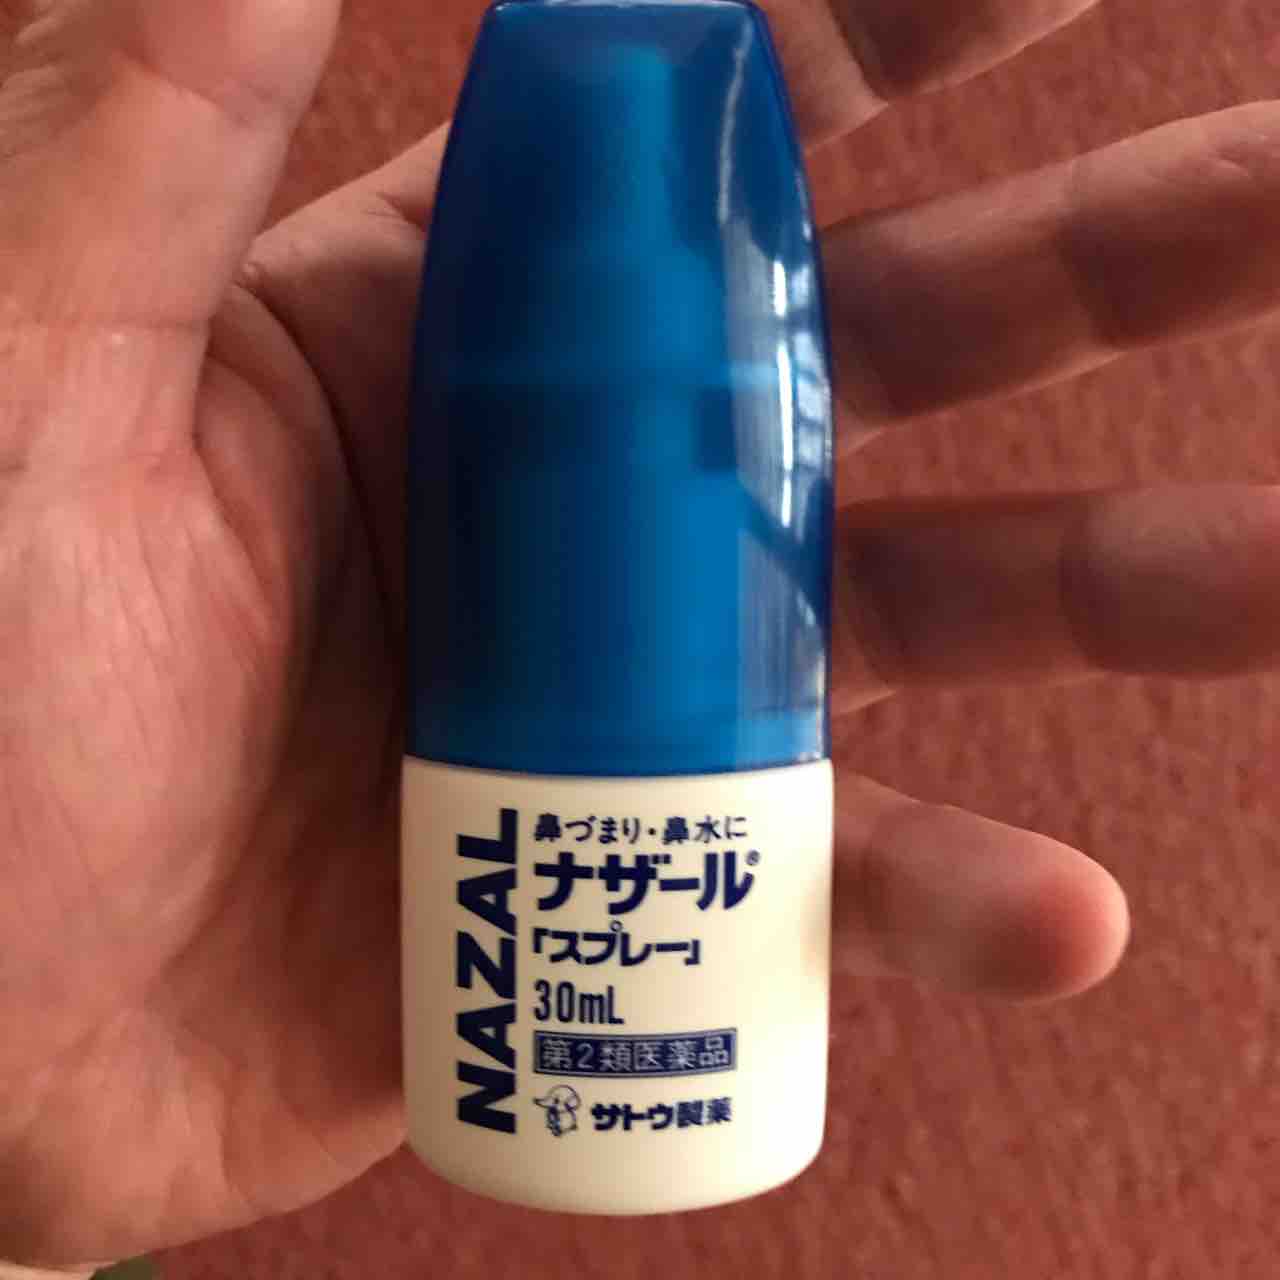 NAZAL
鼻づまり・鼻水に
ナザール®
「スプレー」
30mL
第2類医薬品
サトウ製薬